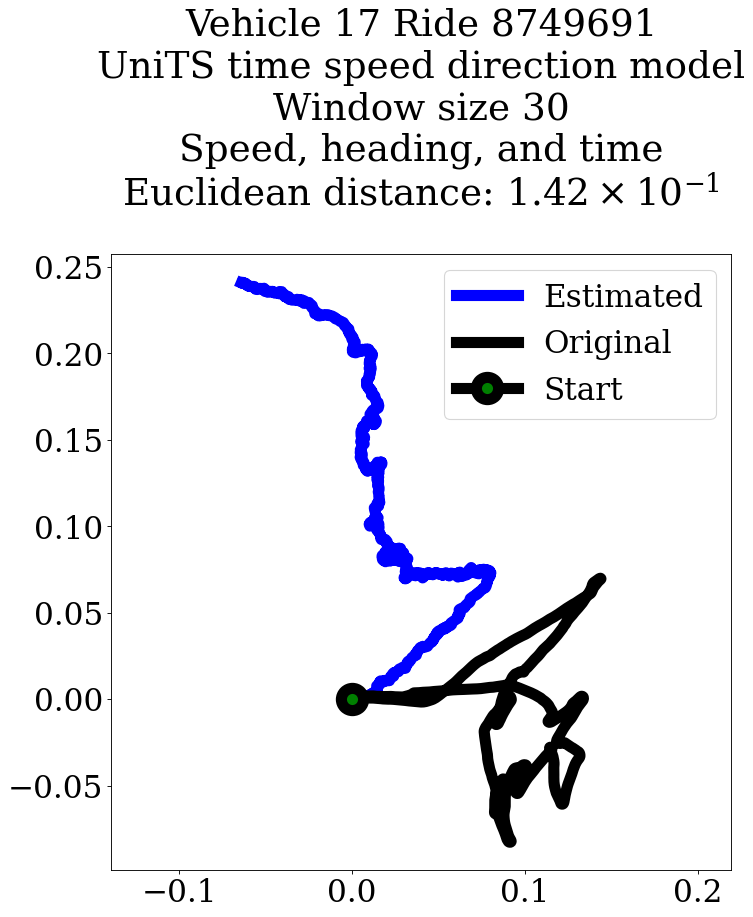 Vehicle 17 Ride 8749691
UniTS time speed direction model
Window size 30
Speed, heading, and time
Euclidean distance: 1.42 × 10⁻¹
0.25
0.20
0.15
0.10
0.05
0.00
−0.05
−0.1
0.0
0.1
0.2
Estimated
Original
Start